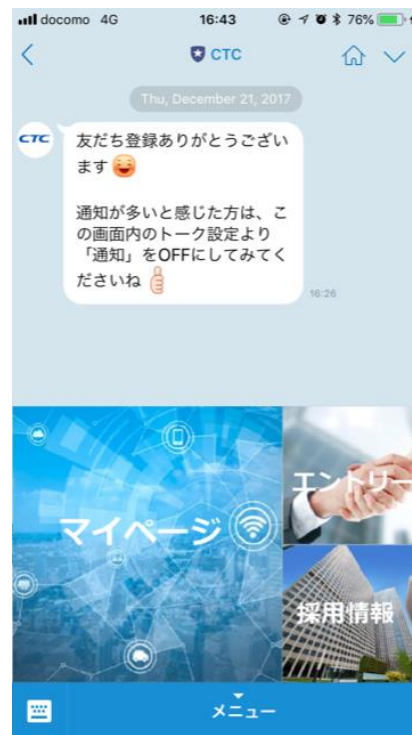 docomo 4G 16:43 76%
CTC
Thu, December 21, 2017
CTC
友だち登録ありがとうござい
ます
通知が多いと感じた方は、こ
の画面内のトーク設定より
「通知」をOFFにしてみてく
ださいね
16:26
マイページ
エントリー
採用情報
メニュー